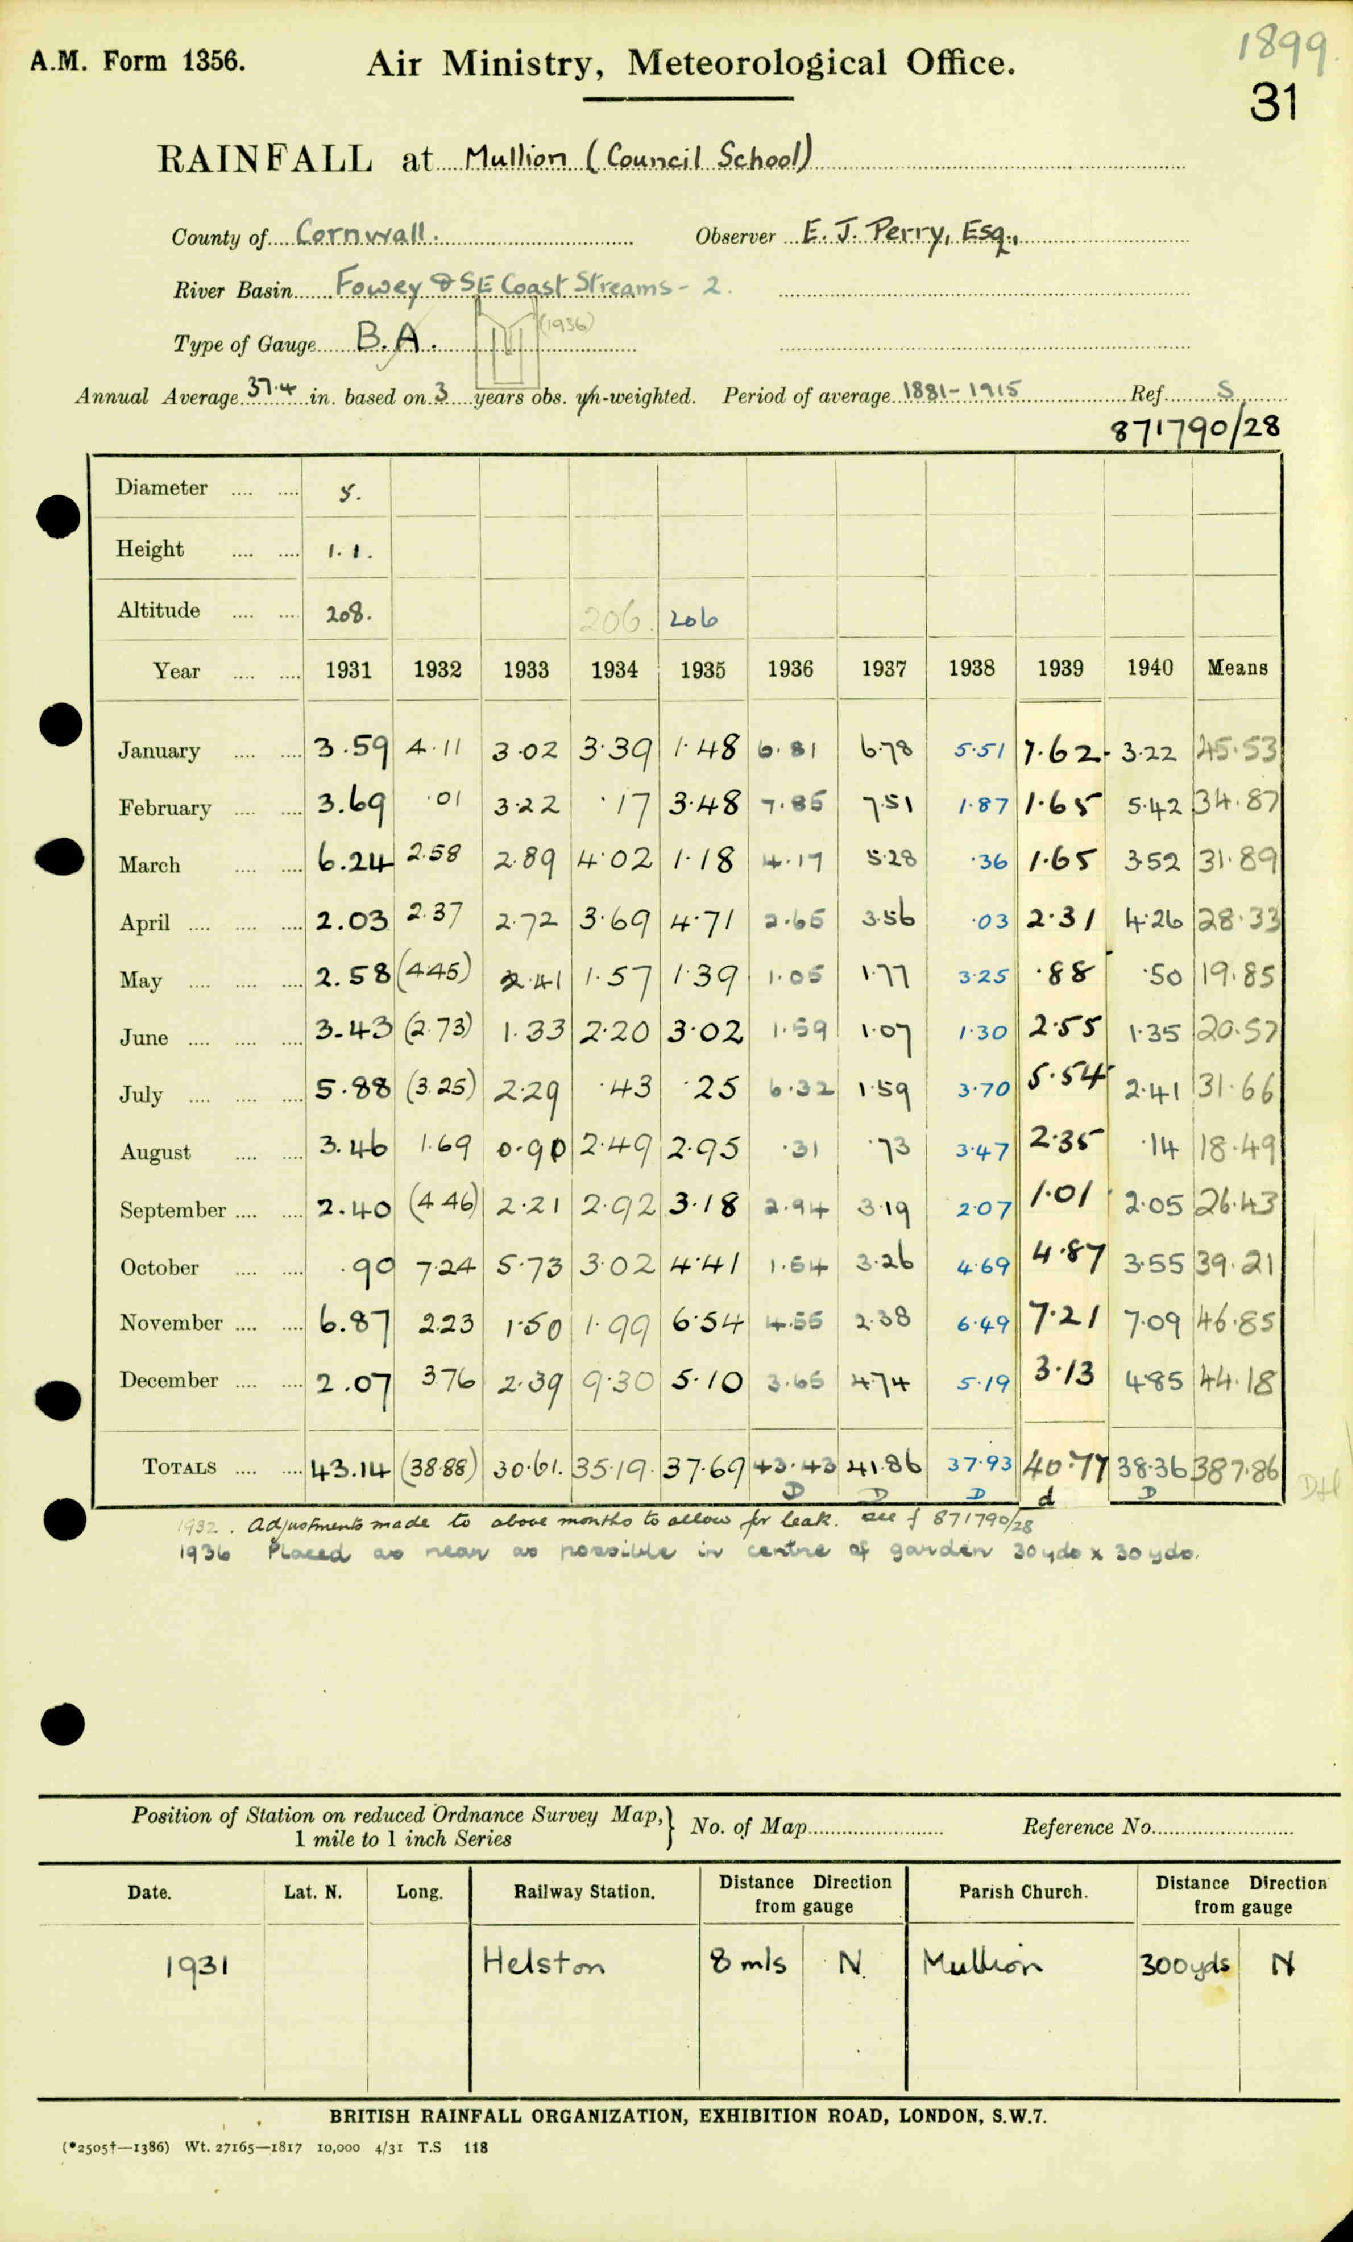 1899.
A.M. Form 1356. Air Ministry, Meteorological Office.
31
RAINFALL at Mullion (Council School)
County of Cornwall. Observer E. J. Perry, Esq.,
River Basin Fowey & SE Coast Streams - 2.
Type of Gauge B.A. (1936)
Annual Average 37.4 in. based on 3 years obs. yh-weighted. Period of average 1881-1915 Ref. S.
871790/28
Diameter .... .... 5.
Height .... .... 1.1.
Altitude .... .... 208. 206. 206
Year .... .... 1931 1932 1933 1934 1935 1936 1937 1938 1939 1940 Means
January .... .... 3.59 4.11 3.02 3.39 1.48 6.81 6.78 5.51 7.62 3.22 45.53
February .... .... 3.69 .01 3.22 .17 3.48 7.85 7.51 1.87 1.65 5.42 34.87
March .... .... 6.24 2.58 2.89 4.02 1.18 4.17 5.28 .36 1.65 3.52 31.89
April .... .... .... 2.03 2.37 2.72 3.69 4.71 2.65 3.56 .03 2.31 4.26 28.33
May .... .... .... 2.58 (4.45) 2.41 1.57 1.39 1.05 1.77 3.25 .88 .50 19.85
June .... .... .... 3.43 (2.73) 1.33 2.20 3.02 1.59 1.07 1.30 2.55 1.35 20.57
July .... .... .... 5.88 (3.25) 2.29 .43 .25 6.32 1.59 3.70 5.54 2.41 31.66
August .... .... 3.46 1.69 0.90 2.49 2.95 .31 .73 3.47 2.35 .14 18.49
September .... .... 2.40 (4.46) 2.21 2.92 3.18 2.94 3.19 2.07 1.01 2.05 26.43
October .... .... .90 7.24 5.73 3.02 4.41 1.54 3.26 4.69 4.87 3.55 39.21
November .... .... 6.87 2.23 1.50 1.99 6.54 4.55 2.38 6.49 7.21 7.09 46.85
December .... .... 2.07 3.76 2.39 9.30 5.10 3.65 4.74 5.19 3.13 4.85 44.18
TOTALS .... .... 43.14 (38.88) 30.61. 35.19. 37.69 43.43 41.86 37.93 40.77 38.36 387.86
D D D d D
1932. Adjustments made to above months to allow for leak. see f 871790/28
1936 Placed as near as possible in centre of garden 30yds x 30yds.
Position of Station on reduced Ordnance Survey Map, 1 mile to 1 inch Series } No. of Map Reference No.
Date. Lat. N. Long. Railway Station. Distance from gauge Direction Parish Church. Distance from gauge Direction
1931 Helston 8 mls N. Mullion 300yds N
BRITISH RAINFALL ORGANIZATION, EXHIBITION ROAD, LONDON, S.W.7.
(*2505†—1386) Wt. 27165—1817 10,000 4/31 T.S 118